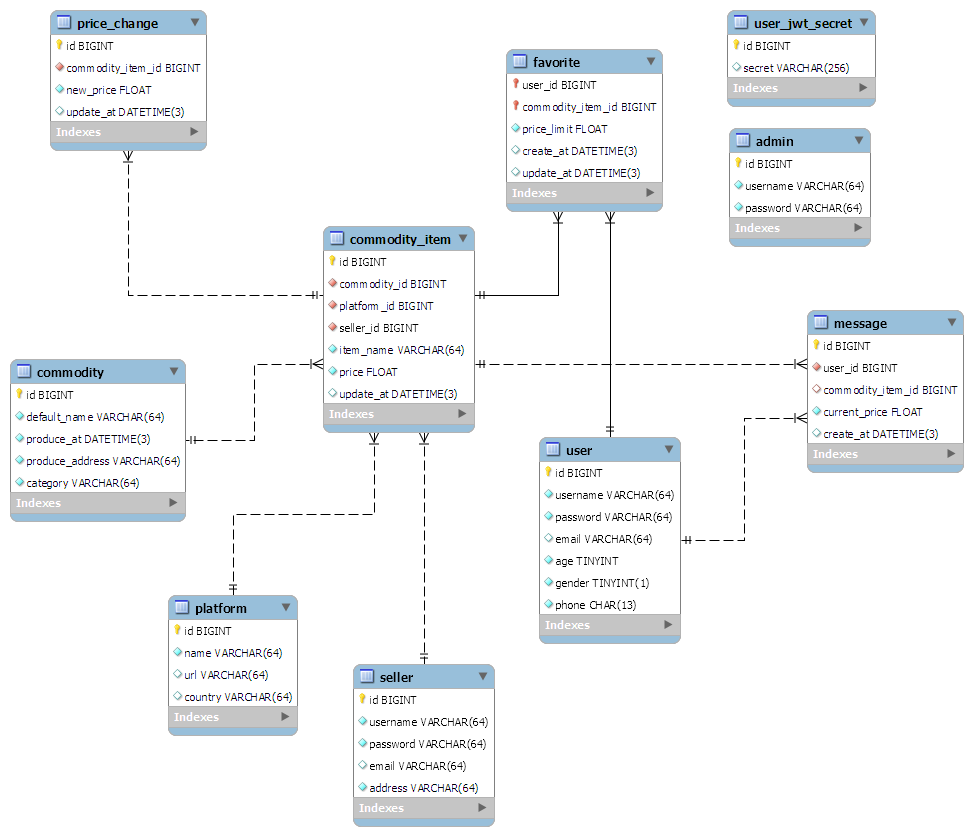 price_change
id BIGINT
commodity_item_id BIGINT
new_price FLOAT
update_at DATETIME(3)
Indexes
user_jwt_secret
id BIGINT
secret VARCHAR(256)
Indexes
favorite
user_id BIGINT
commodity_item_id BIGINT
price_limit FLOAT
create_at DATETIME(3)
update_at DATETIME(3)
Indexes
admin
id BIGINT
username VARCHAR(64)
password VARCHAR(64)
Indexes
commodity_item
id BIGINT
commodity_id BIGINT
platform_id BIGINT
seller_id BIGINT
item_name VARCHAR(64)
price FLOAT
update_at DATETIME(3)
Indexes
message
id BIGINT
user_id BIGINT
commodity_item_id BIGINT
current_price FLOAT
create_at DATETIME(3)
Indexes
commodity
id BIGINT
default_name VARCHAR(64)
produce_at DATETIME(3)
produce_address VARCHAR(64)
category VARCHAR(64)
Indexes
user
id BIGINT
username VARCHAR(64)
password VARCHAR(64)
email VARCHAR(64)
age TINYINT
gender TINYINT(1)
phone CHAR(13)
Indexes
platform
id BIGINT
name VARCHAR(64)
url VARCHAR(64)
country VARCHAR(64)
Indexes
seller
id BIGINT
username VARCHAR(64)
password VARCHAR(64)
email VARCHAR(64)
address VARCHAR(64)
Indexes